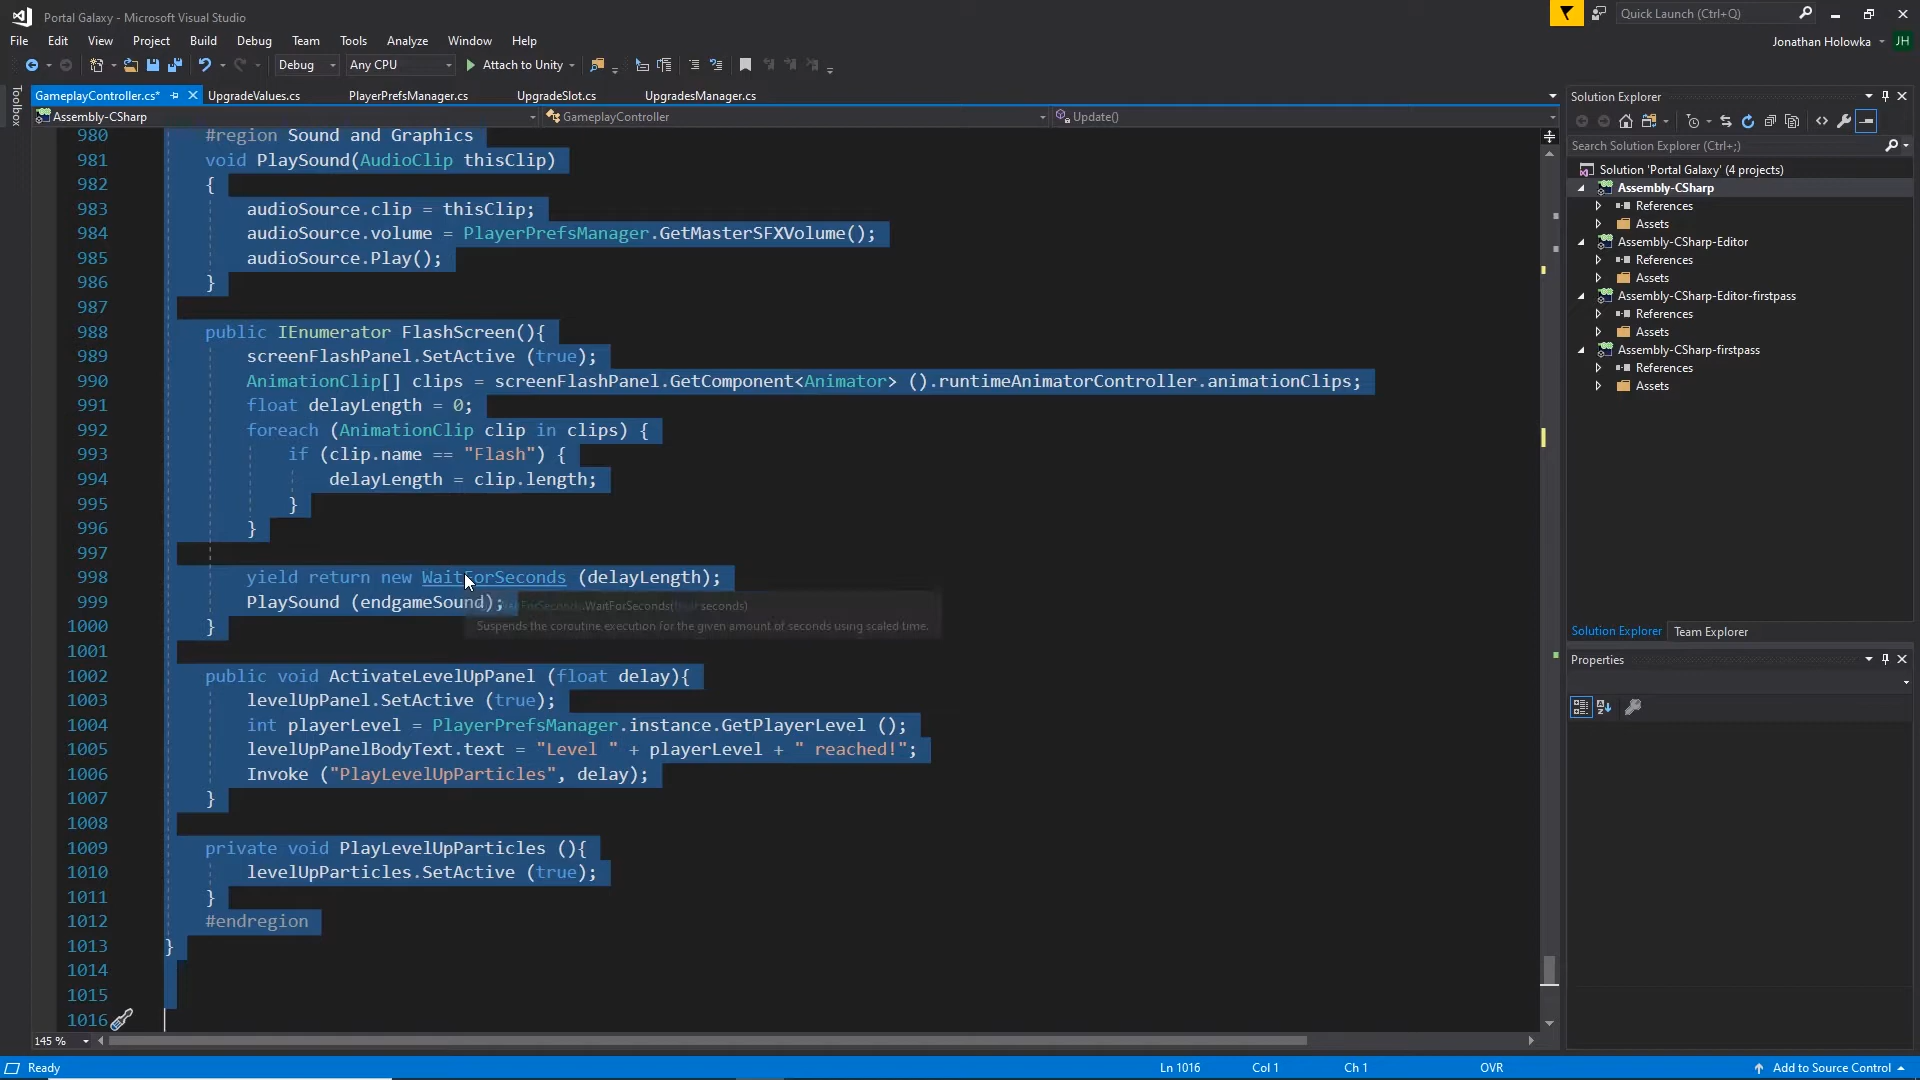 Portal Galaxy - Microsoft Visual Studio
Quick Launch (Ctrl+Q)
File Edit View Project Build Debug Team Tools Analyze Window Help
Jonathan Holowka JH
Debug Any CPU Attach to Unity
Toolbox
GameplayController.cs* UpgradeValues.cs PlayerPrefsManager.cs UpgradeSlot.cs UpgradesManager.cs
Assembly-CSharp GameplayController Update()
980 #region Sound and Graphics
981 void PlaySound(AudioClip thisClip)
982 {
983 audioSource.clip = thisClip;
984 audioSource.volume = PlayerPrefsManager.GetMasterSFXVolume();
985 audioSource.Play();
986 }
987
988 public IEnumerator FlashScreen(){
989 screenFlashPanel.SetActive (true);
990 AnimationClip[] clips = screenFlashPanel.GetComponent<Animator> ().runtimeAnimatorController.animationClips;
991 float delayLength = 0;
992 foreach (AnimationClip clip in clips) {
993 if (clip.name == "Flash") {
994 delayLength = clip.length;
995 }
996 }
997
998 yield return new WaitForSeconds (delayLength);
999 PlaySound (endgameSound);
WaitForSeconds.WaitForSeconds(float seconds)
Suspends the coroutine execution for the given amount of seconds using scaled time.
1000 }
1001
1002 public void ActivateLevelUpPanel (float delay){
1003 levelUpPanel.SetActive (true);
1004 int playerLevel = PlayerPrefsManager.instance.GetPlayerLevel ();
1005 levelUpPanelBodyText.text = "Level " + playerLevel + " reached!";
1006 Invoke ("PlayLevelUpParticles", delay);
1007 }
1008
1009 private void PlayLevelUpParticles (){
1010 levelUpParticles.SetActive (true);
1011 }
1012 #endregion
1013 }
1014
1015
1016
145 %
Solution Explorer
Search Solution Explorer (Ctrl+;)
Solution 'Portal Galaxy' (4 projects)
Assembly-CSharp
References
Assets
Assembly-CSharp-Editor
References
Assets
Assembly-CSharp-Editor-firstpass
References
Assets
Assembly-CSharp-firstpass
References
Assets
Solution Explorer Team Explorer
Properties
Ready Ln 1016 Col 1 Ch 1 OVR Add to Source Control